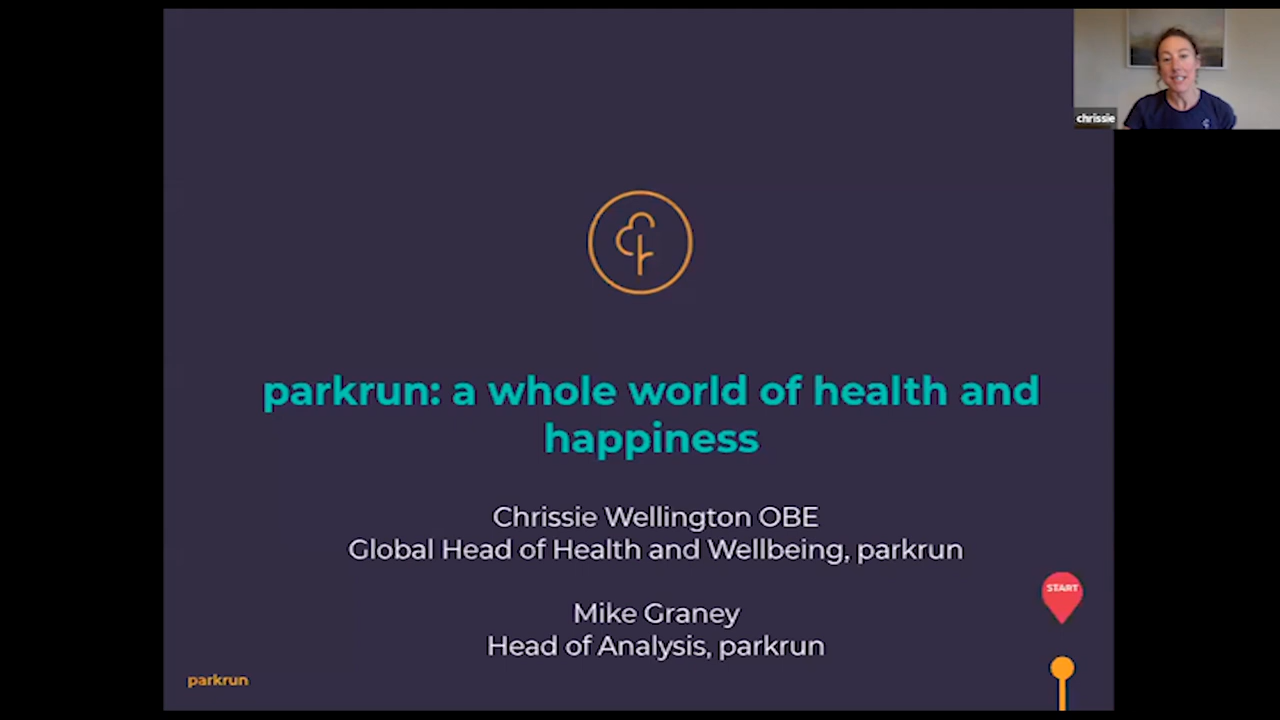 chrissie
parkrun: a whole world of health and
happiness
Chrissie Wellington OBE
Global Head of Health and Wellbeing, parkrun
START
Mike Graney
Head of Analysis, parkrun
parkrun